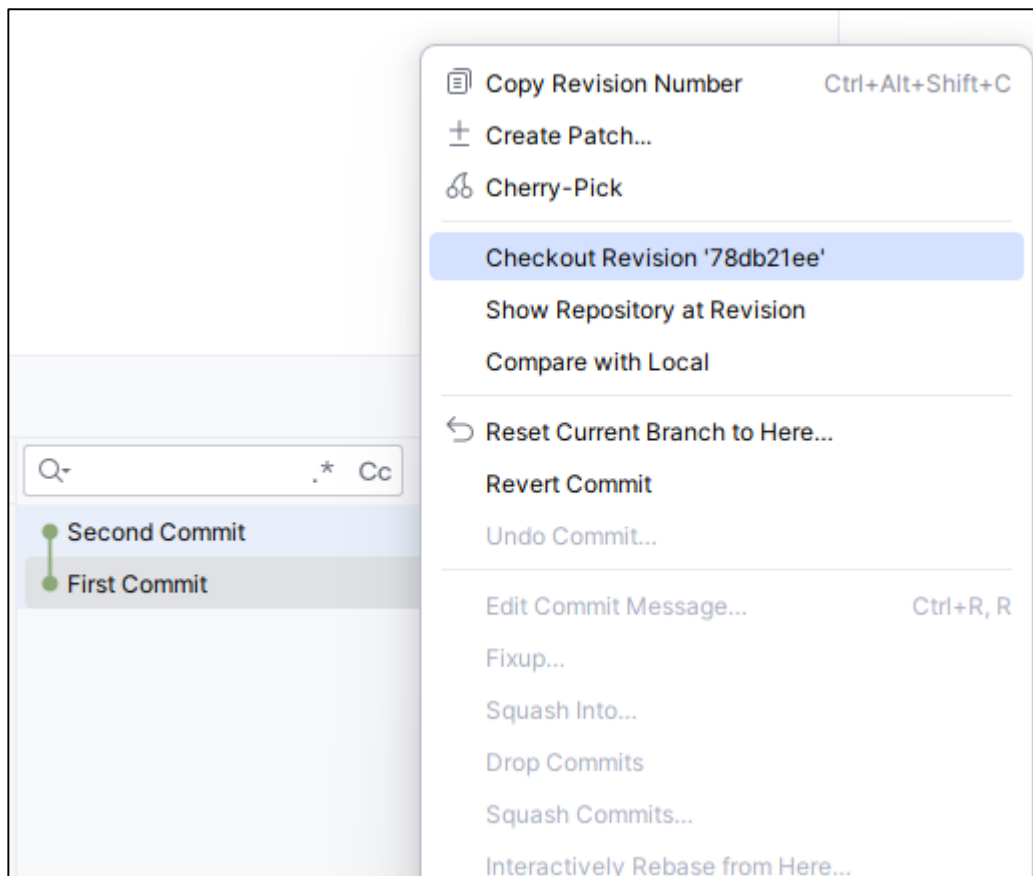 Copy Revision Number Ctrl+Alt+Shift+C
Create Patch...
Cherry-Pick
Checkout Revision '78db21ee'
Show Repository at Revision
Compare with Local
Reset Current Branch to Here...
Revert Commit
Undo Commit...
Edit Commit Message... Ctrl+R, R
Fixup...
Squash Into...
Drop Commits
Squash Commits...
Interactively Rebase from Here...
.* Cc
Second Commit
First Commit